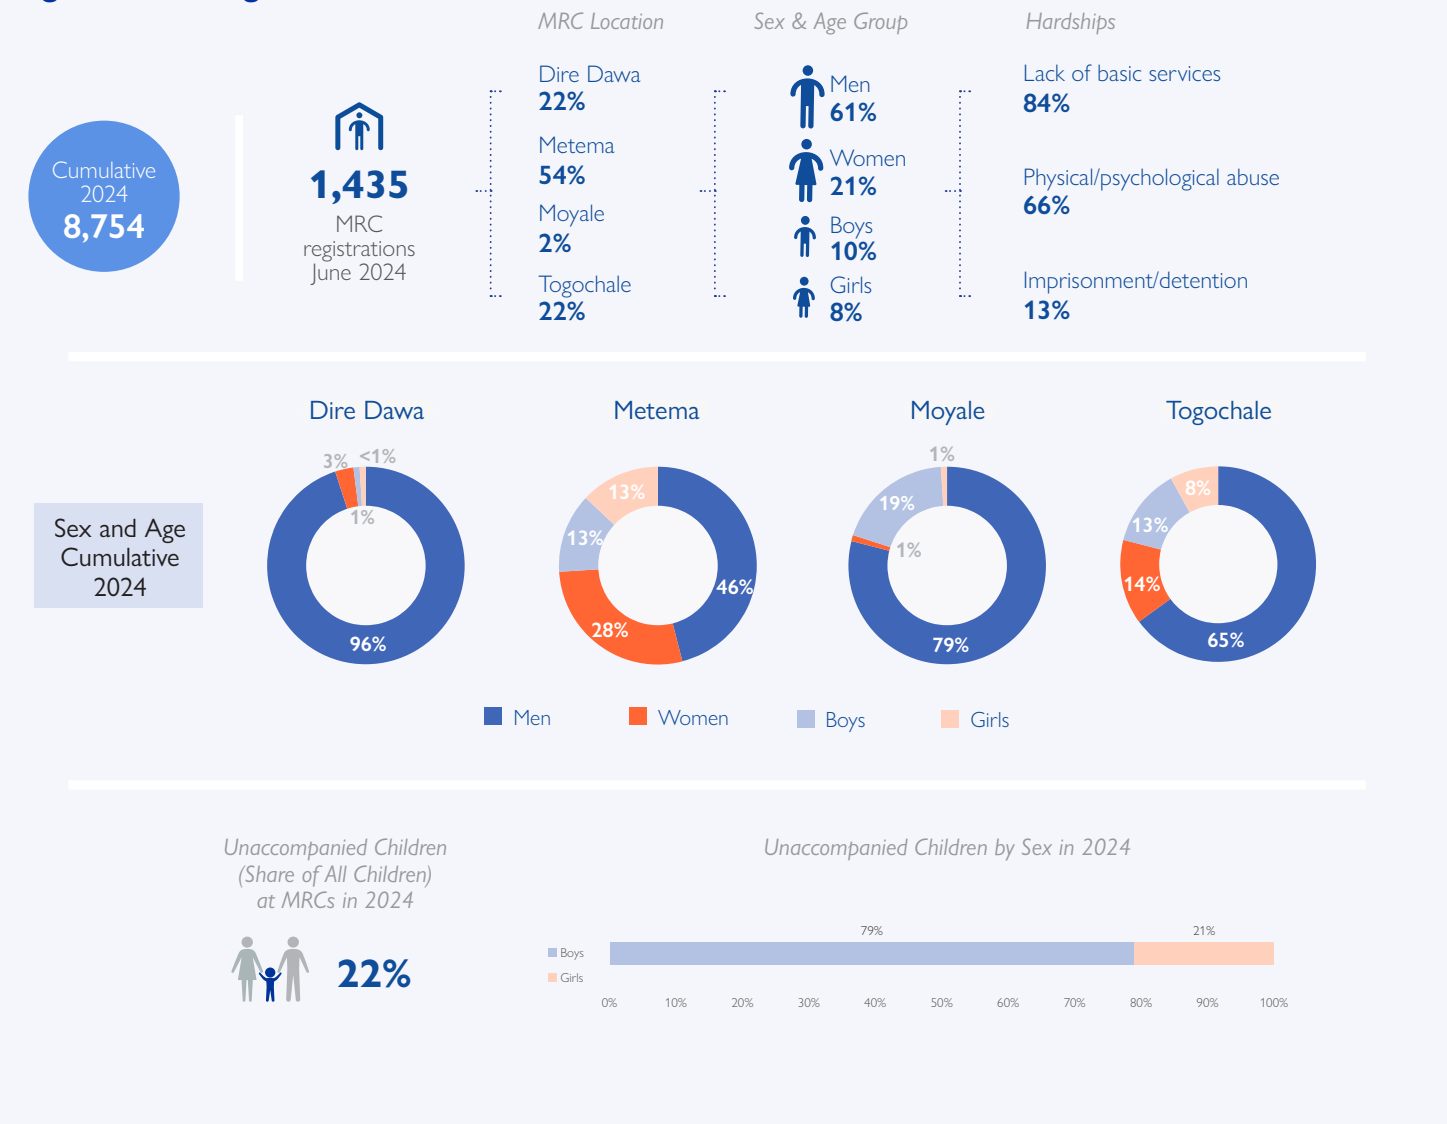 MRC Location
Sex & Age Group
Hardships
Cumulative
2024
8,754
1,435
MRC
registrations
June 2024
Dire Dawa
22%
Metema
54%
Moyale
2%
Togochale
22%
Men
61%
Women
21%
Boys
10%
Girls
8%
Lack of basic services
84%
Physical/psychological abuse
66%
Imprisonment/detention
13%
Sex and Age
Cumulative
2024
Dire Dawa
3%
<1%
1%
96%
Metema
13%
13%
46%
28%
Moyale
1%
19%
1%
79%
Togochale
8%
13%
14%
65%
Men
Women
Boys
Girls
Unaccompanied Children
(Share of All Children)
at MRCs in 2024
22%
Unaccompanied Children by Sex in 2024
79%
21%
Boys
Girls
0%
10%
20%
30%
40%
50%
60%
70%
80%
90%
100%